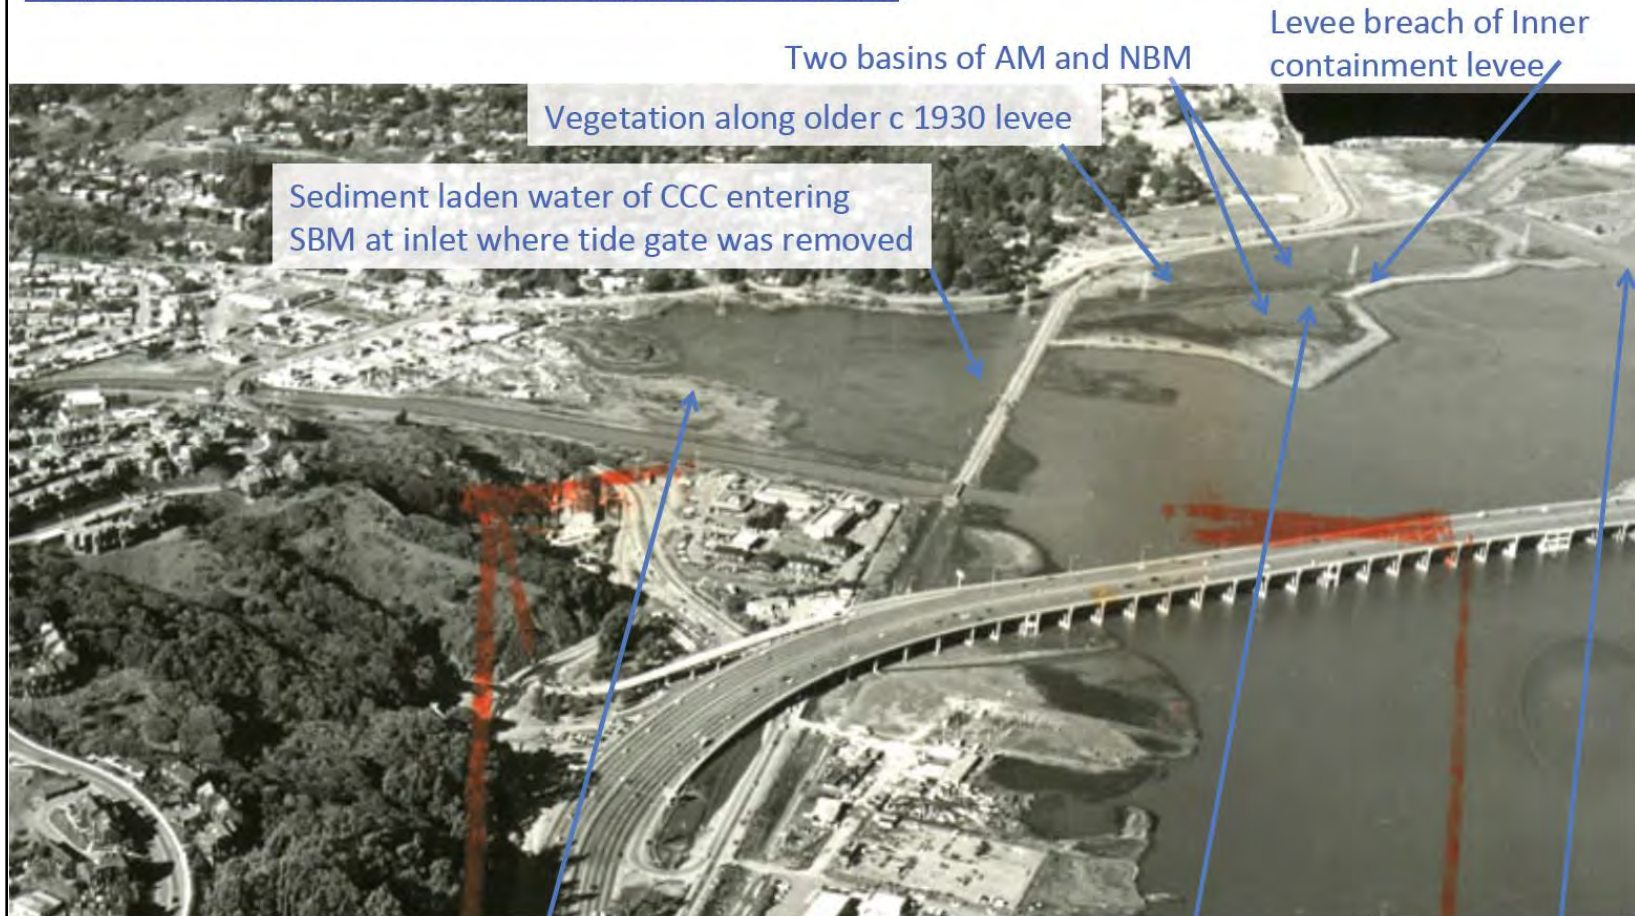 Levee breach of Inner
containment levee
Two basins of AM and NBM
Vegetation along older c 1930 levee
Sediment laden water of CCC entering
SBM at inlet where tide gate was removed